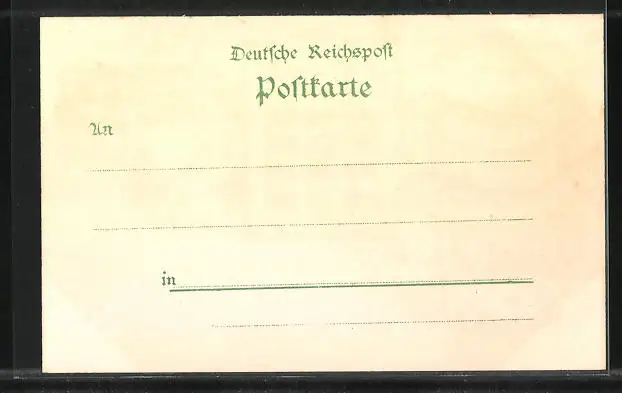 Deutſche Reichspoſt
Poſtkarte
An
in